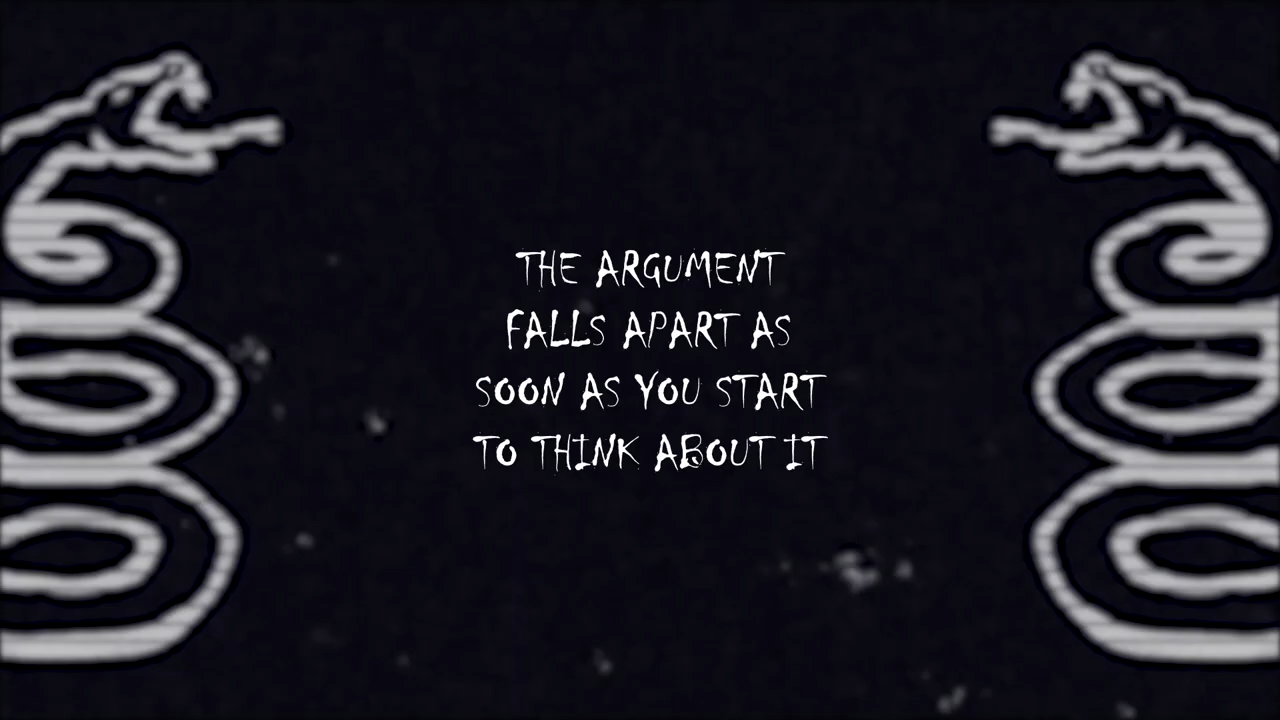 THE ARGUMENT
FALLS APART AS
SOON AS YOU START
TO THINK ABOUT IT